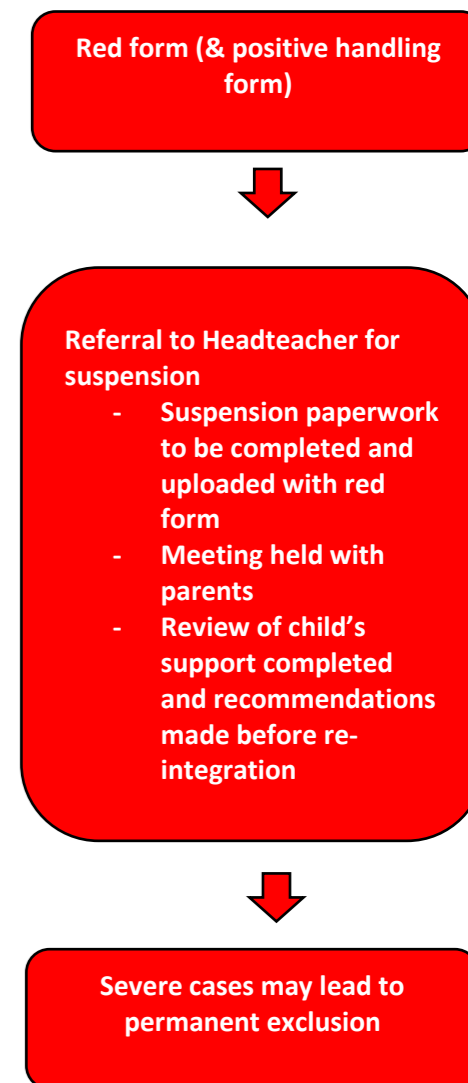 Red form (& positive handling
form)
Referral to Headteacher for
suspension
- Suspension paperwork
to be completed and
uploaded with red
form
- Meeting held with
parents
- Review of child’s
support completed
and recommendations
made before re-
integration
Severe cases may lead to
permanent exclusion